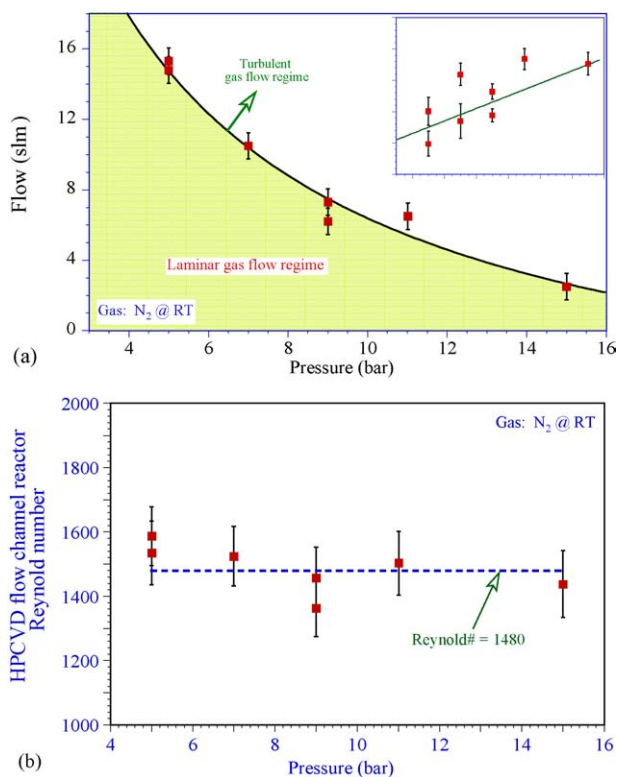 16
12
8
4
0
Flow (slm)
Turbulent
gas flow regime
Laminar gas flow regime
Gas: N₂ @ RT
4 6 8 10 12 14 16
Pressure (bar)
(a)
2000
1800
1600
1400
1200
1000
HPCVD flow channel reactor
Reynold number
Gas: N₂ @ RT
Reynold# = 1480
4 6 8 10 12 14 16
Pressure (bar)
(b)